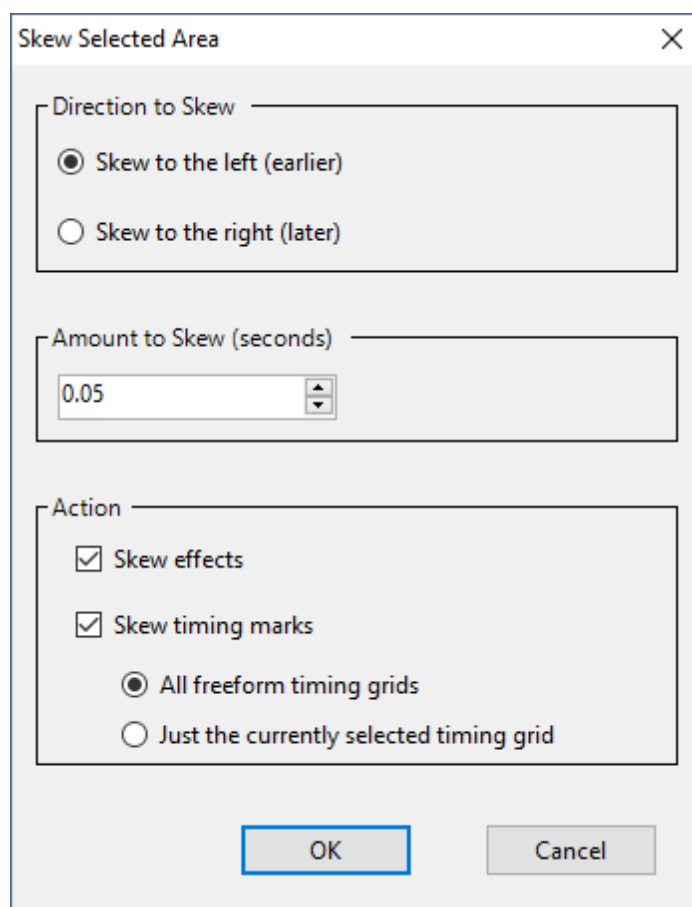 Skew Selected Area
Direction to Skew
Skew to the left (earlier)
Skew to the right (later)
Amount to Skew (seconds)
0.05
Action
Skew effects
Skew timing marks
All freeform timing grids
Just the currently selected timing grid
OK Cancel